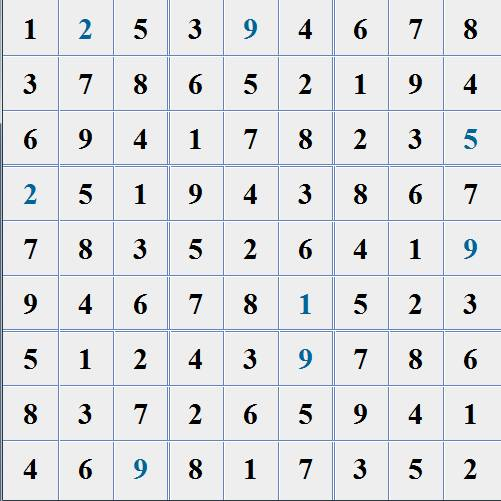 1 2 5 3 9 4 6 7 8
3 7 8 6 5 2 1 9 4
6 9 4 1 7 8 2 3 5
2 5 1 9 4 3 8 6 7
7 8 3 5 2 6 4 1 9
9 4 6 7 8 1 5 2 3
5 1 2 4 3 9 7 8 6
8 3 7 2 6 5 9 4 1
4 6 9 8 1 7 3 5 2